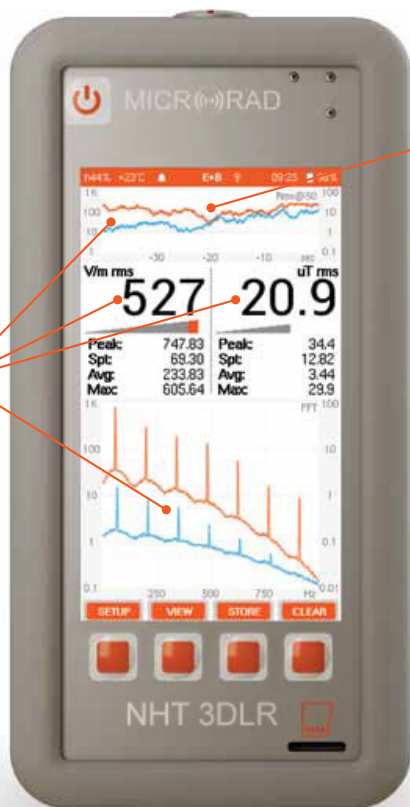 MICRORAD
h44% +23°C E+B 09:25
1K Rms@-50 100
100 10
10 1
1 0.1
-30 -20 -10 sec
V/m rms uT rms
527 20.9
Peak: 747.83 Peak: 34.4
Spt: 69.30 Spt: 12.82
Avg: 233.83 Avg: 3.44
Max: 605.64 Max: 29.9
1K FFT 100
100 10
10 1
1 0.1
0.1 250 500 750 Hz 0.01
SETUP VIEW STORE CLEAR
NHT 3DLR